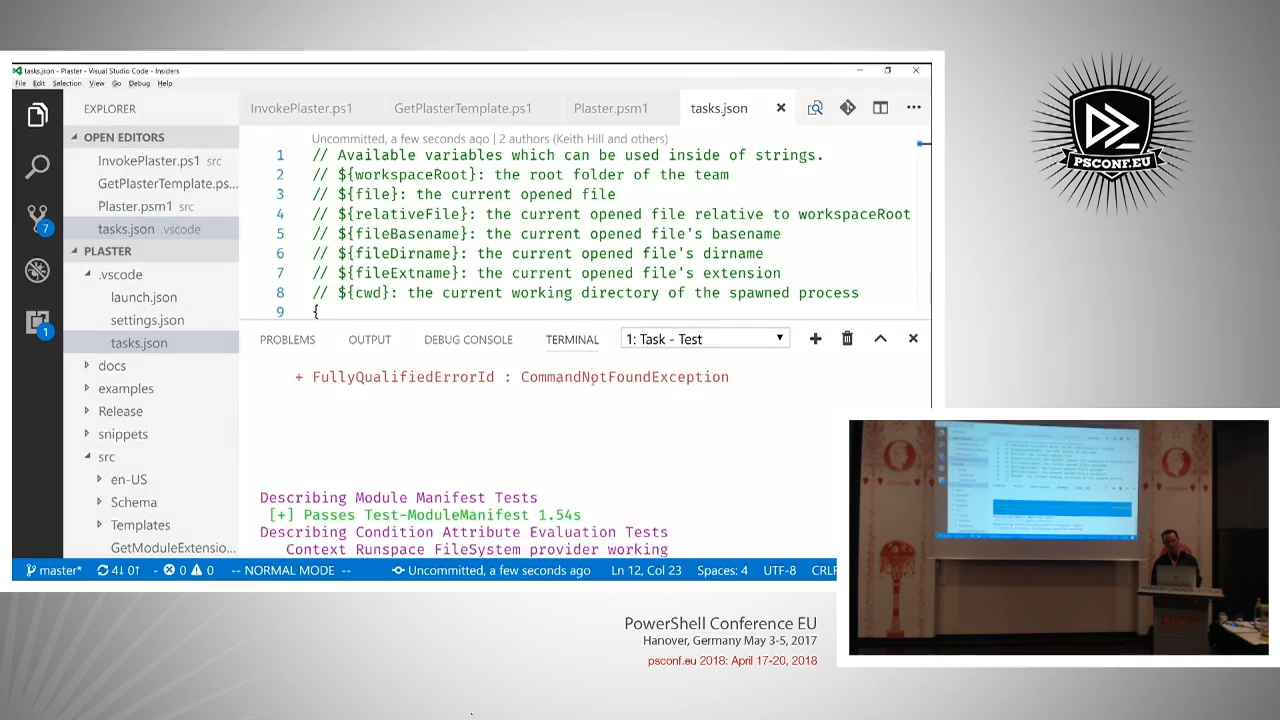 tasks.json - Plaster - Visual Studio Code - Insiders
File Edit Selection View Go Debug Help
EXPLORER
OPEN EDITORS
InvokePlaster.ps1 src
GetPlasterTemplate.ps...
Plaster.psm1 src
tasks.json .vscode
7
PLASTER
.vscode
launch.json
settings.json
1
tasks.json
docs
examples
Release
snippets
src
en-US
Schema
Templates
GetModuleExtensio...
InvokePlaster.ps1 GetPlasterTemplate.ps1 Plaster.psm1 tasks.json
Uncommitted, a few seconds ago | 2 authors (Keith Hill and others)
1 // Available variables which can be used inside of strings.
2 // ${workspaceRoot}: the root folder of the team
3 // ${file}: the current opened file
4 // ${relativeFile}: the current opened file relative to workspaceRoot
5 // ${fileBasename}: the current opened file's basename
6 // ${fileDirname}: the current opened file's dirname
7 // ${fileExtname}: the current opened file's extension
8 // ${cwd}: the current working directory of the spawned process
9 {
PROBLEMS OUTPUT DEBUG CONSOLE TERMINAL 1: Task - Test
+ FullyQualifiedErrorId : CommandNotFoundException
Describing Module Manifest Tests
[+] Passes Test-ModuleManifest 1.54s
Describing Condition Attribute Evaluation Tests
Context Runspace FileSystem provider working
master* 4↓ 0↑ 0 0 -- NORMAL MODE -- Uncommitted, a few seconds ago Ln 12, Col 23 Spaces: 4 UTF-8 CRLF
PSCONF.EU
PowerShell Conference EU
Hanover, Germany May 3-5, 2017
psconf.eu 2018: April 17-20, 2018